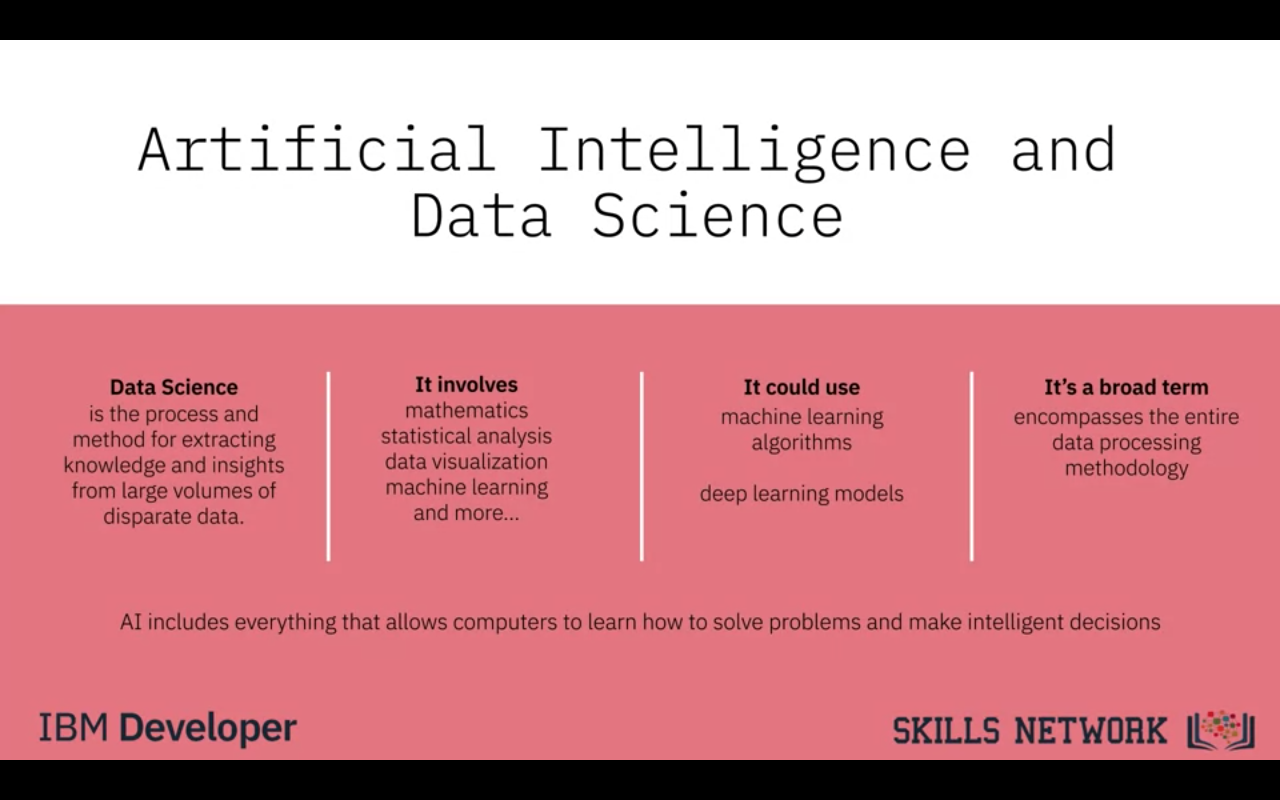 Artificial Intelligence and
Data Science
Data Science
is the process and
method for extracting
knowledge and insights
from large volumes of
disparate data.
It involves
mathematics
statistical analysis
data visualization
machine learning
and more...
It could use
machine learning
algorithms
deep learning models
It’s a broad term
encompasses the entire
data processing
methodology
AI includes everything that allows computers to learn how to solve problems and make intelligent decisions
IBM Developer
SKILLS NETWORK